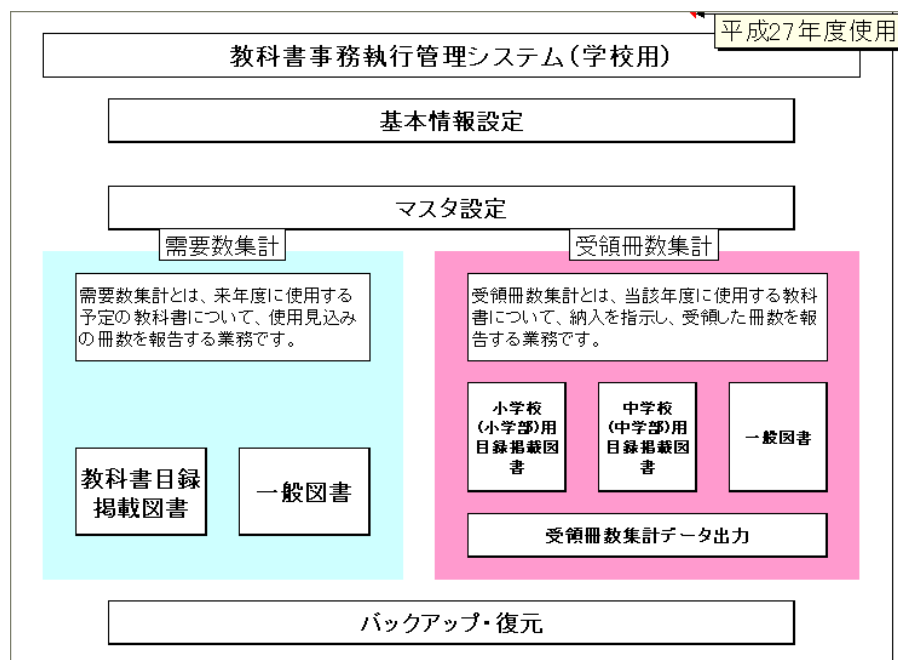 平成27年度使用
教科書事務執行管理システム(学校用)
基本情報設定
マスタ設定
需要数集計
需要数集計とは、来年度に使用する
予定の教科書について、使用見込み
の冊数を報告する業務です。
教科書目録
掲載図書
一般図書
受領冊数集計
受領冊数集計とは、当該年度に使用する教科
書について、納入を指示し、受領した冊数を報
告する業務です。
小学校
(小学部)用
目録掲載図
書
中学校
(中学部)用
目録掲載図
書
一般図書
受領冊数集計データ出力
バックアップ・復元